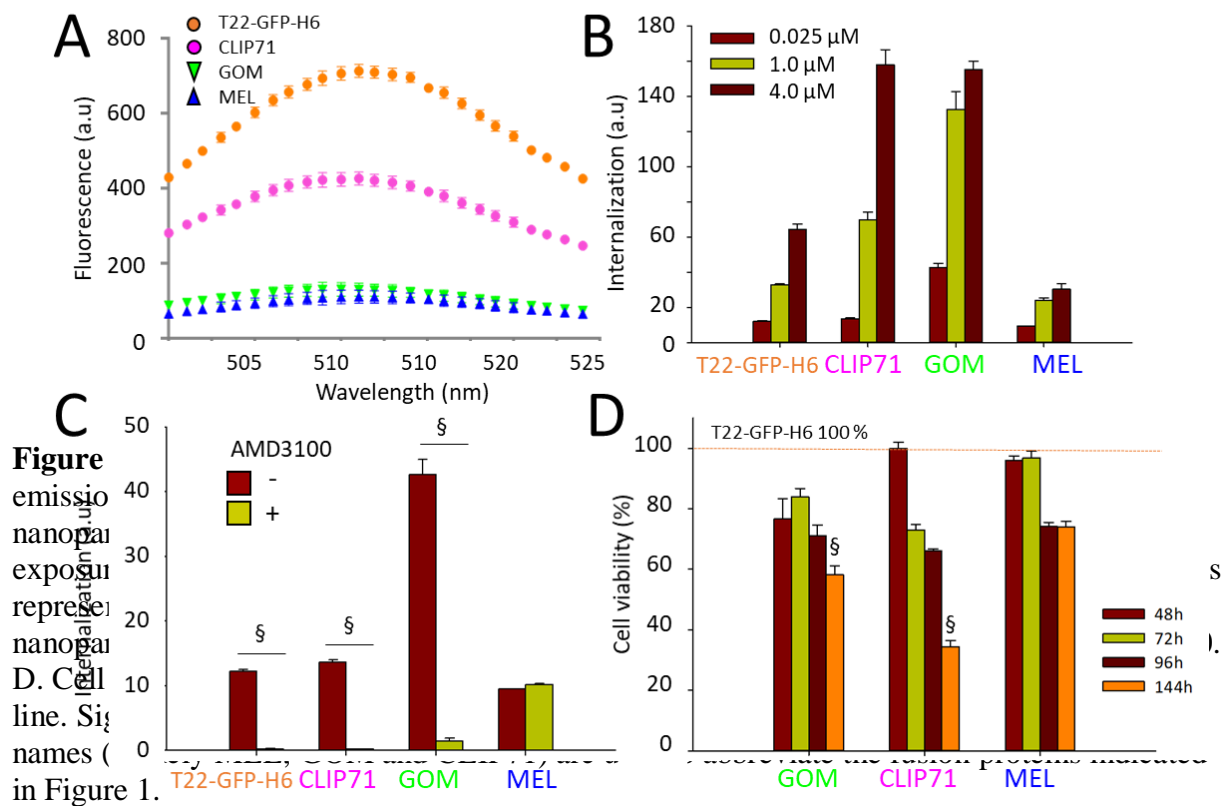 A
T22-GFP-H6
CLIP71
GOM
MEL
Fluorescence (a.u)
800
600
400
200
0
505 510 510 520 525
Wavelength (nm)
B
0.025 µM
1.0 µM
4.0 µM
Internalization (a.u)
180
140
100
60
20
0
T22-GFP-H6 CLIP71 GOM MEL
C
AMD3100
-
+
§
§
§
50
40
30
20
10
0
T22-GFP-H6 CLIP71 GOM MEL
D
T22-GFP-H6 100 %
Cell viability (%)
100
80
60
40
20
0
§
§
48h
72h
96h
144h
GOM CLIP71 MEL
Figure
D. Cell
line.
names (
in Figure 1.